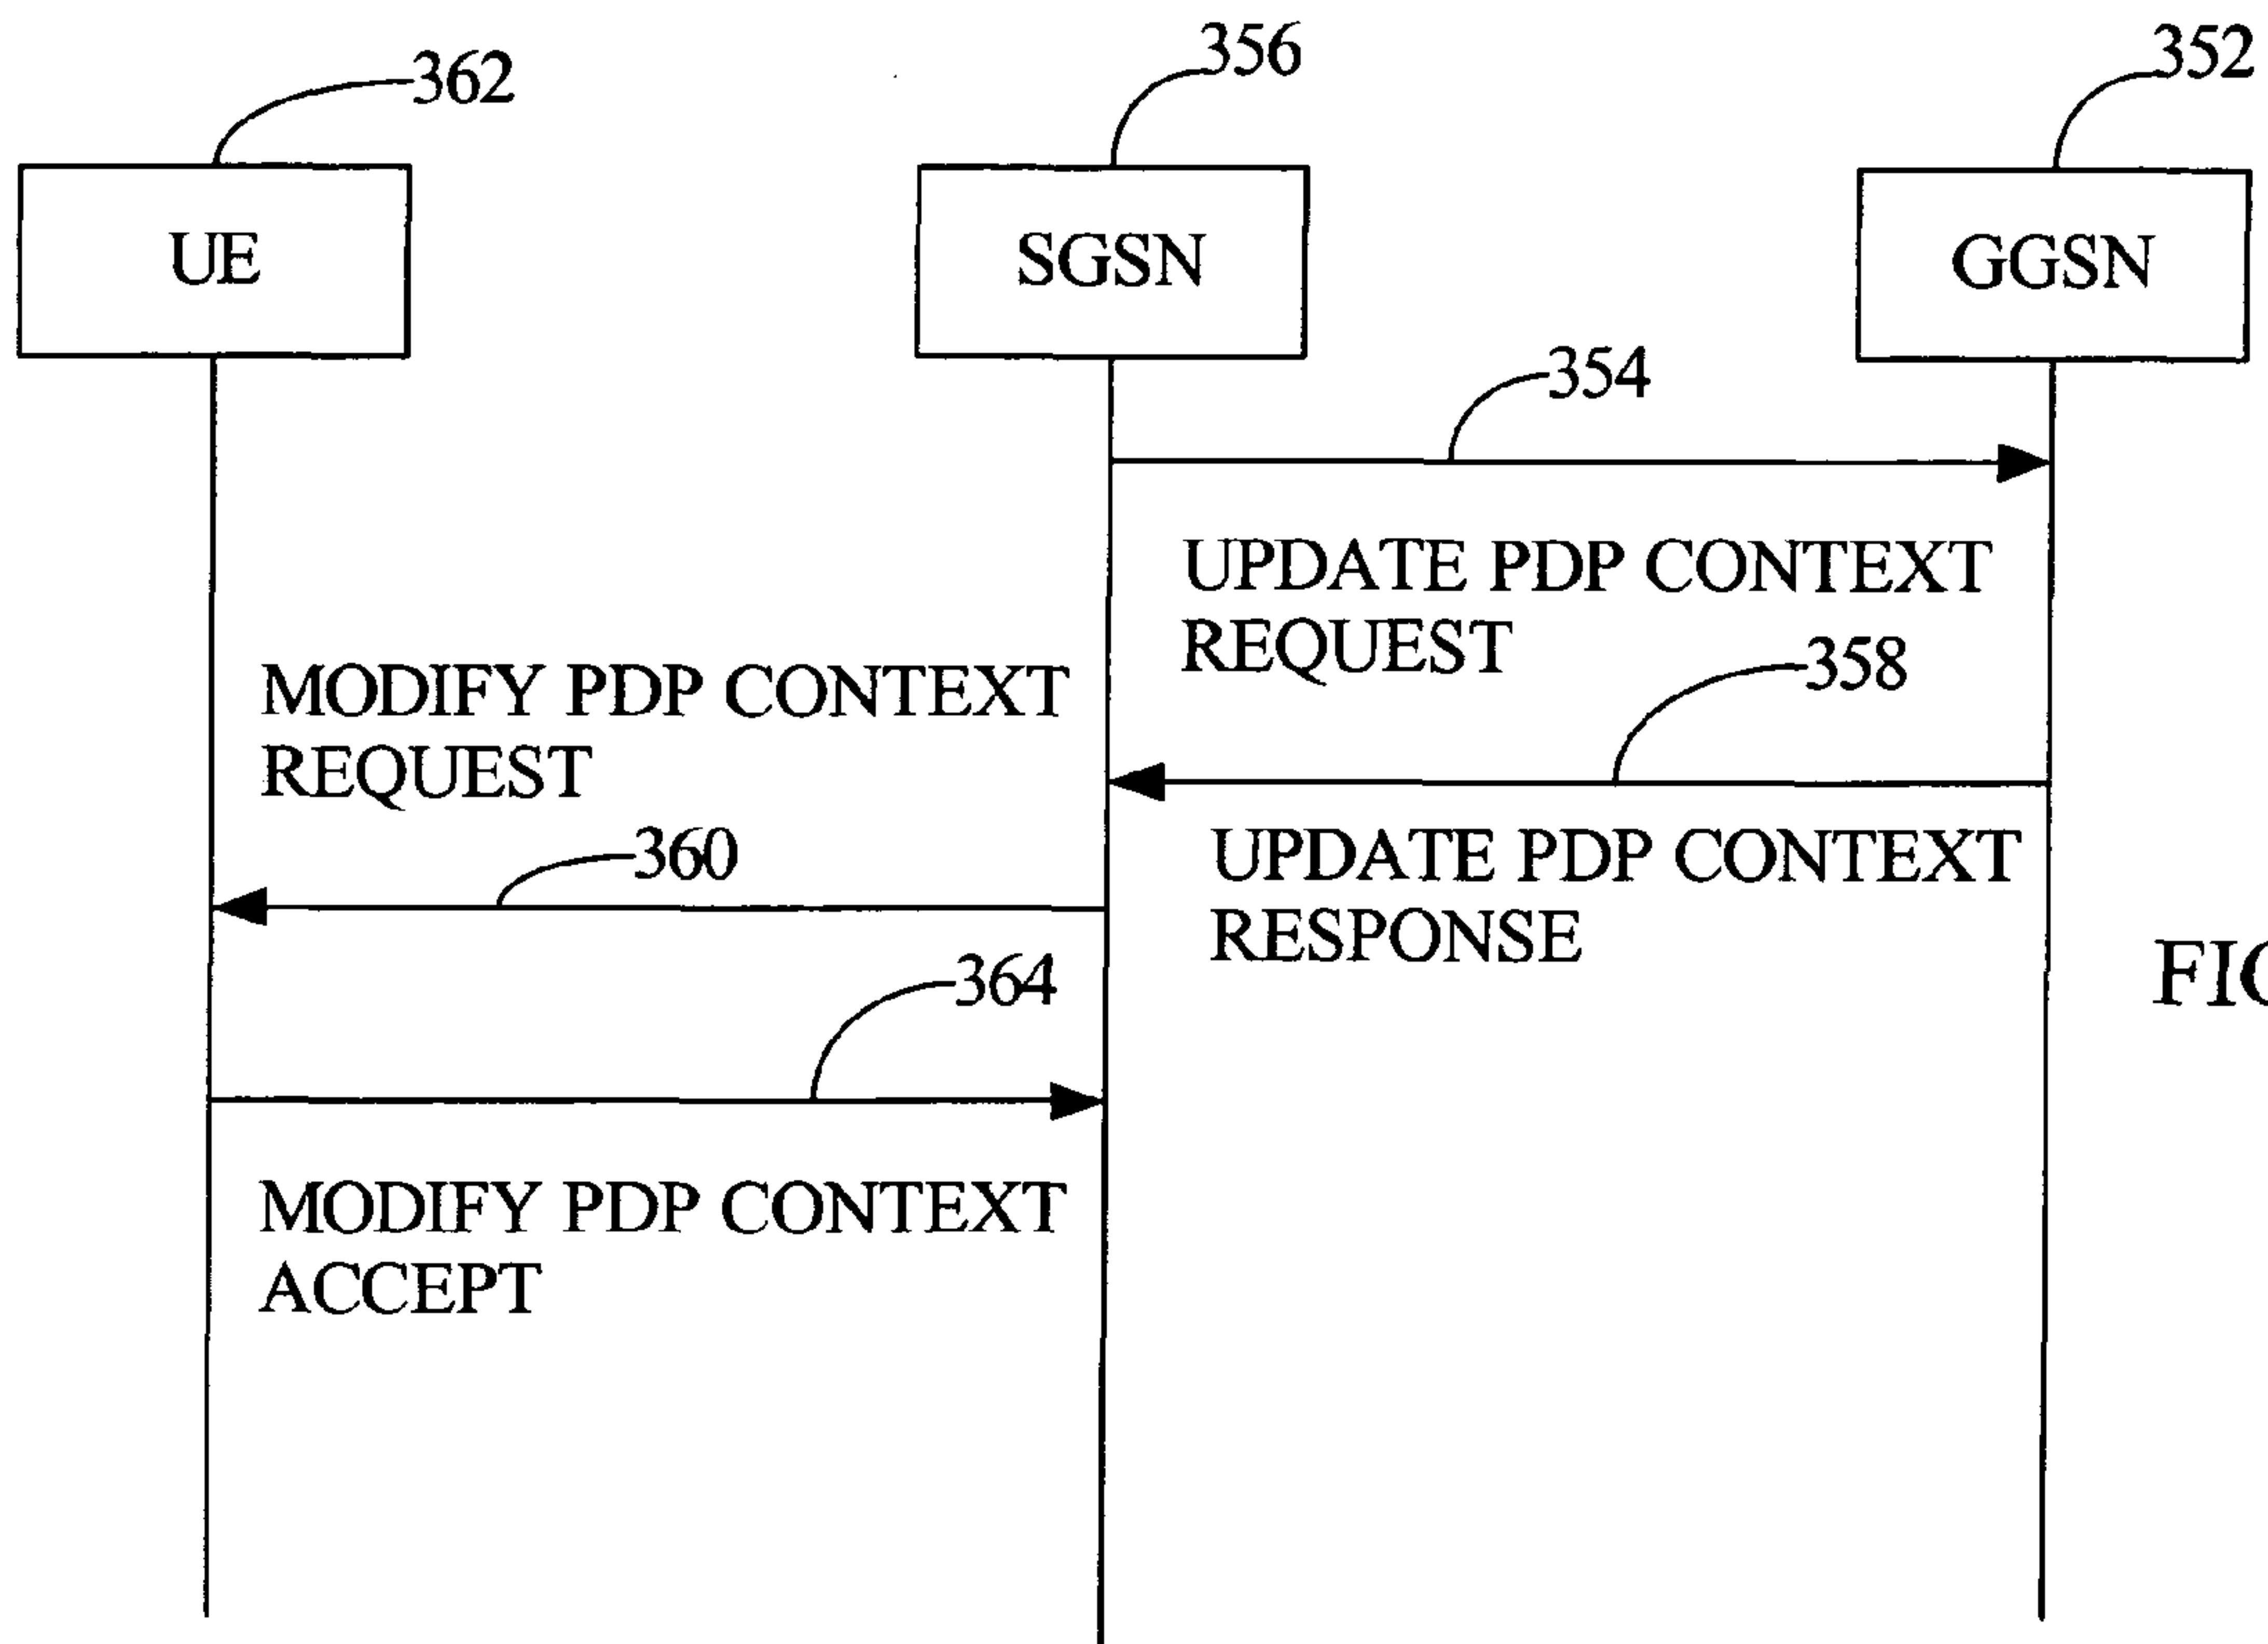 362
356
352
UE
SGSN
GGSN
354
UPDATE PDP CONTEXT
REQUEST
358
MODIFY PDP CONTEXT
REQUEST
360
UPDATE PDP CONTEXT
RESPONSE
364
MODIFY PDP CONTEXT
ACCEPT